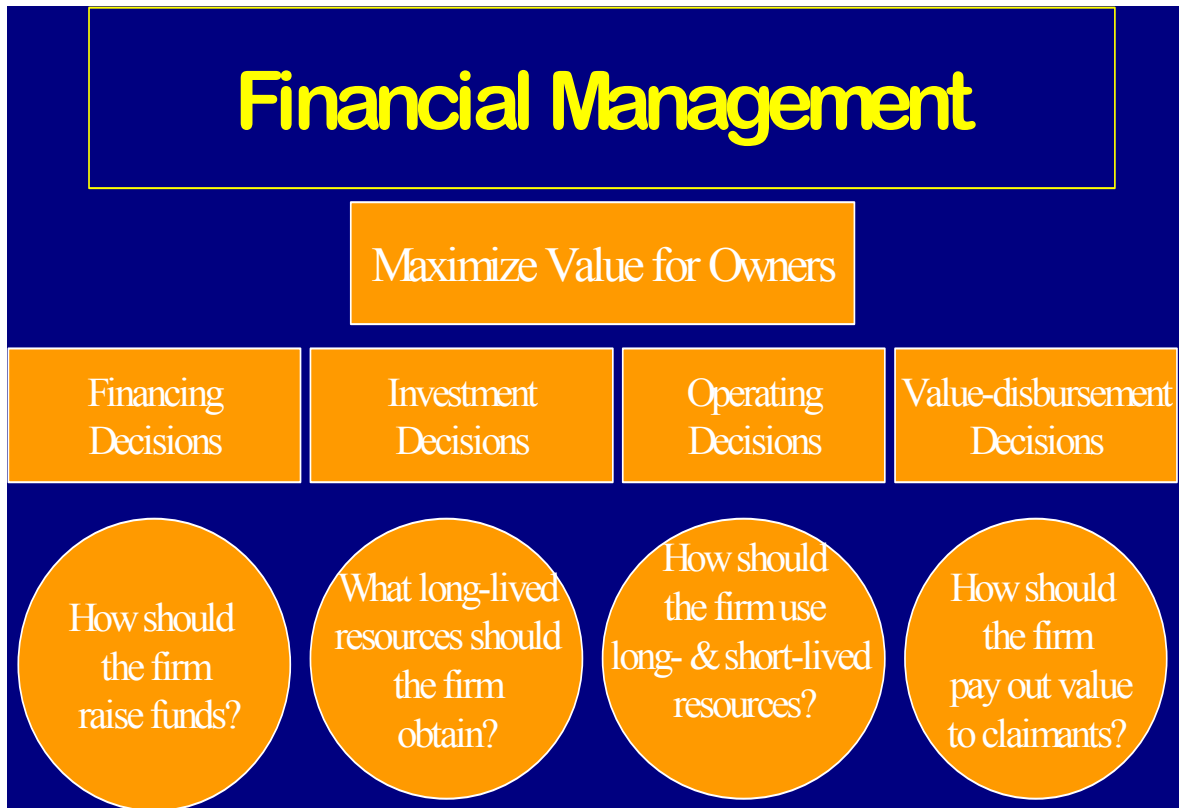 Financial Management
Maximize Value for Owners
Financing
Decisions
Investment
Decisions
Operating
Decisions
Value-disbursement
Decisions
How should
the firm
raise funds?
What long-lived
resources should
the firm
obtain?
How should
the firm use
long- & short-lived
resources?
How should
the firm
pay out value
to claimants?